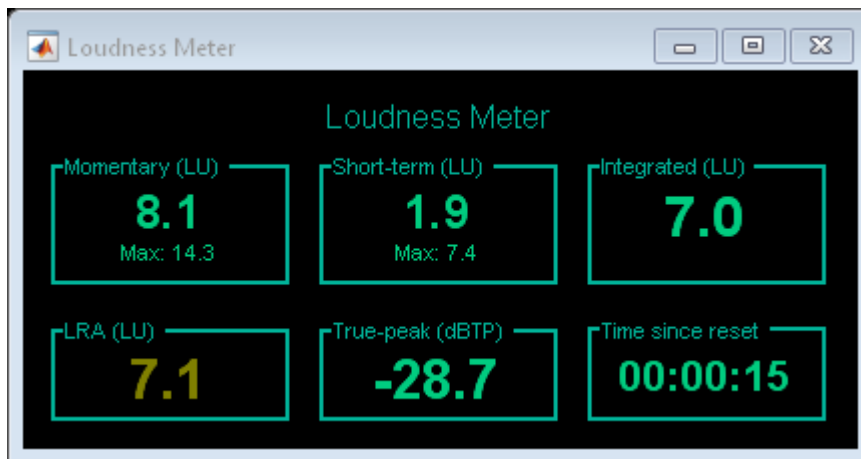 Loudness Meter
Loudness Meter
Momentary (LU)
8.1
Max: 14.3
Short-term (LU)
1.9
Max: 7.4
Integrated (LU)
7.0
LRA (LU)
7.1
True-peak (dBTP)
-28.7
Time since reset
00:00:15